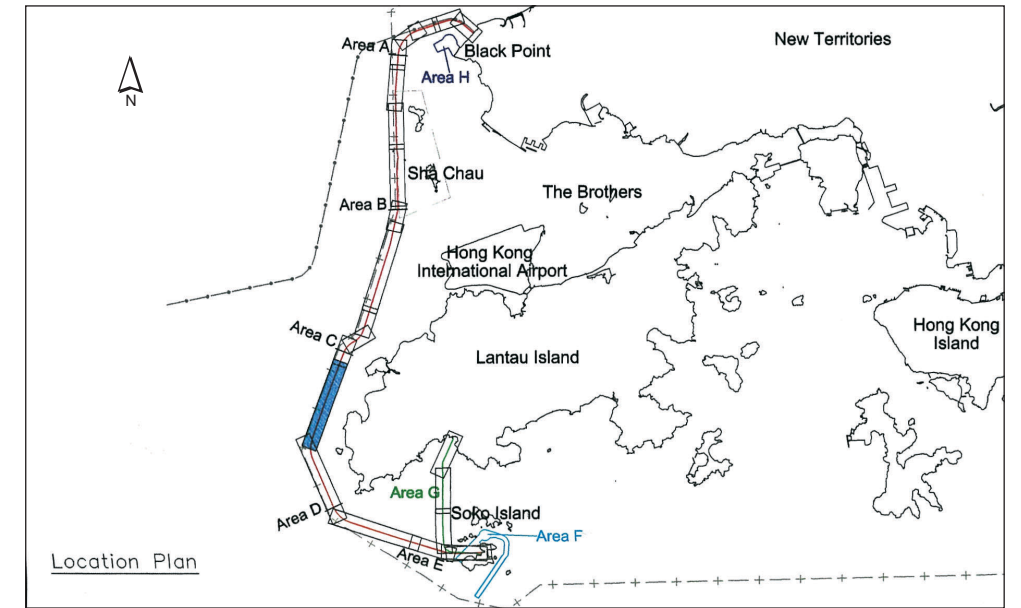 New Territories
Area A
Black Point
Area H
N
Sha Chau
The Brothers
Area B
Hong Kong
International Airport
Area C
Lantau Island
Hong Kong
Island
Area G
Soko Island
Area D
Area F
Area E
Location Plan